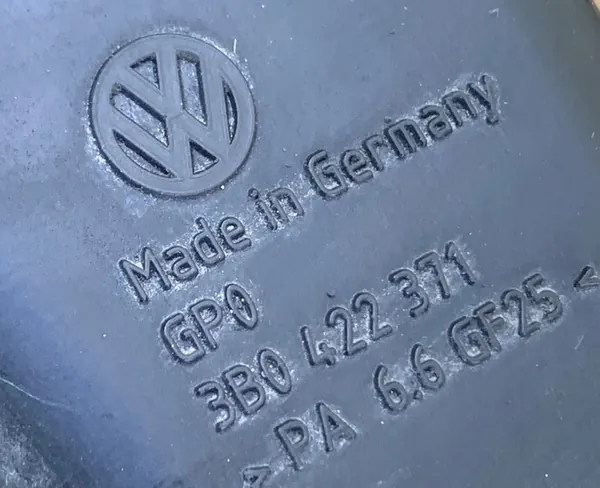 Made in Germany
GP0
3B0 422 371
>PA 6.6 GF25<